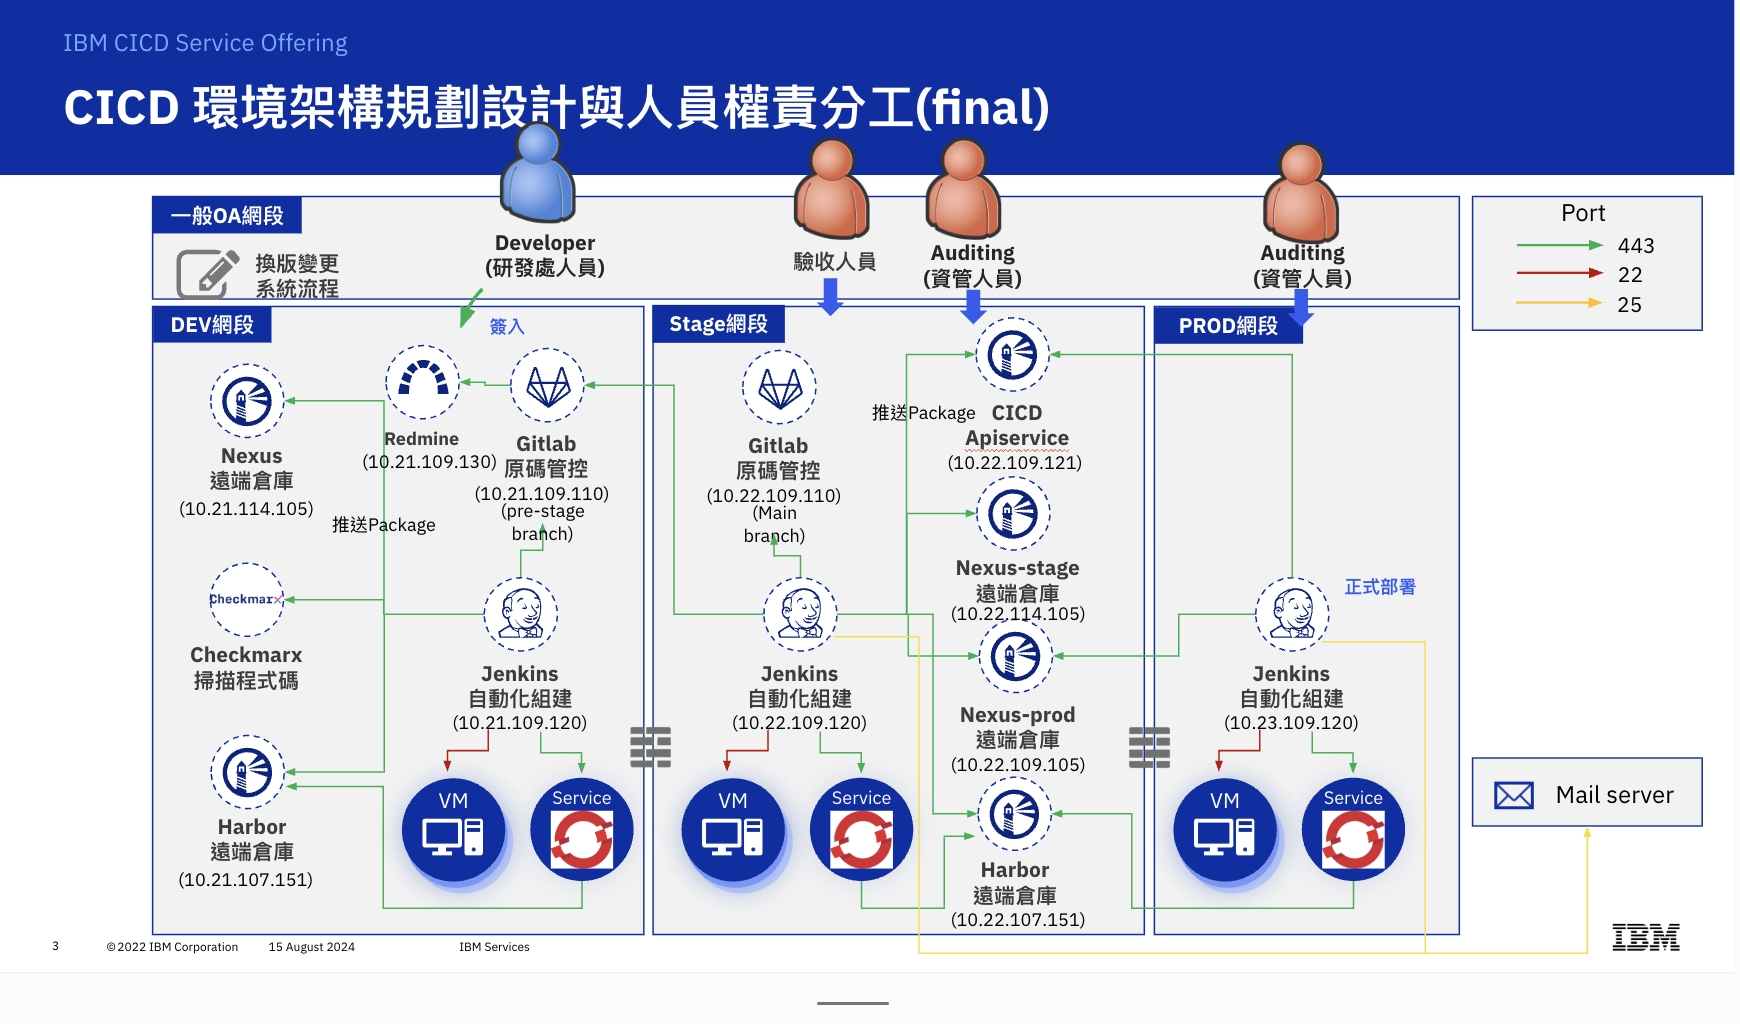 IBM CICD Service Offering
CICD 環境架構規劃設計與人員權責分工(final)
一般OA網段
換版變更
系統流程
Developer
(研發處人員)
驗收人員
Auditing
(資管人員)
Auditing
(資管人員)
Port
443
22
25
DEV網段
簽入
Nexus
遠端倉庫
(10.21.114.105)
Redmine
(10.21.109.130)
Gitlab
原碼管控
(10.21.109.110)
(pre-stage
branch)
推送Package
Checkmarx
Checkmarx
掃描程式碼
Jenkins
自動化組建
(10.21.109.120)
Harbor
遠端倉庫
(10.21.107.151)
VM
Service
Stage網段
Gitlab
原碼管控
(10.22.109.110)
(Main
branch)
推送Package
CICD
Apiservice
(10.22.109.121)
Nexus-stage
遠端倉庫
(10.22.114.105)
Jenkins
自動化組建
(10.22.109.120)
Nexus-prod
遠端倉庫
(10.22.109.105)
VM
Service
Harbor
遠端倉庫
(10.22.107.151)
PROD網段
正式部署
Jenkins
自動化組建
(10.23.109.120)
VM
Service
Mail server
3
©2022 IBM Corporation
15 August 2024
IBM Services
IBM